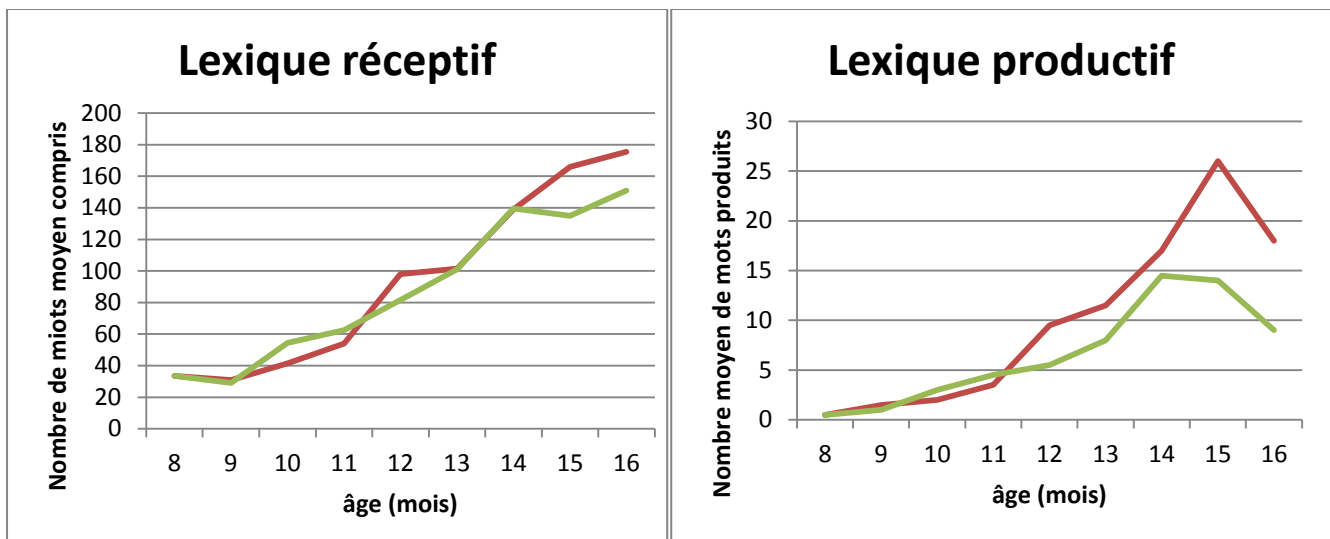 Lexique réceptif
Nombre de miots moyen compris
200
180
160
140
120
100
80
60
40
20
0
8 9 10 11 12 13 14 15 16
âge (mois)
Lexique productif
Nombre moyen de mots produits
30
25
20
15
10
5
0
8 9 10 11 12 13 14 15 16
âge (mois)